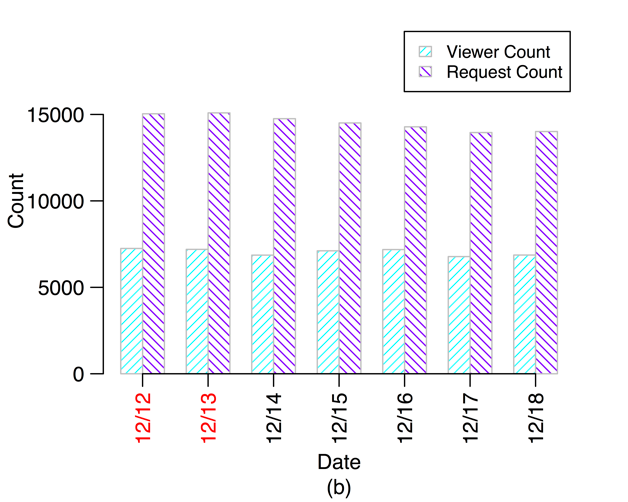 Viewer Count
Request Count
15000
10000
5000
0
Count
12/12
12/13
12/14
12/15
12/16
12/17
12/18
Date
(b)